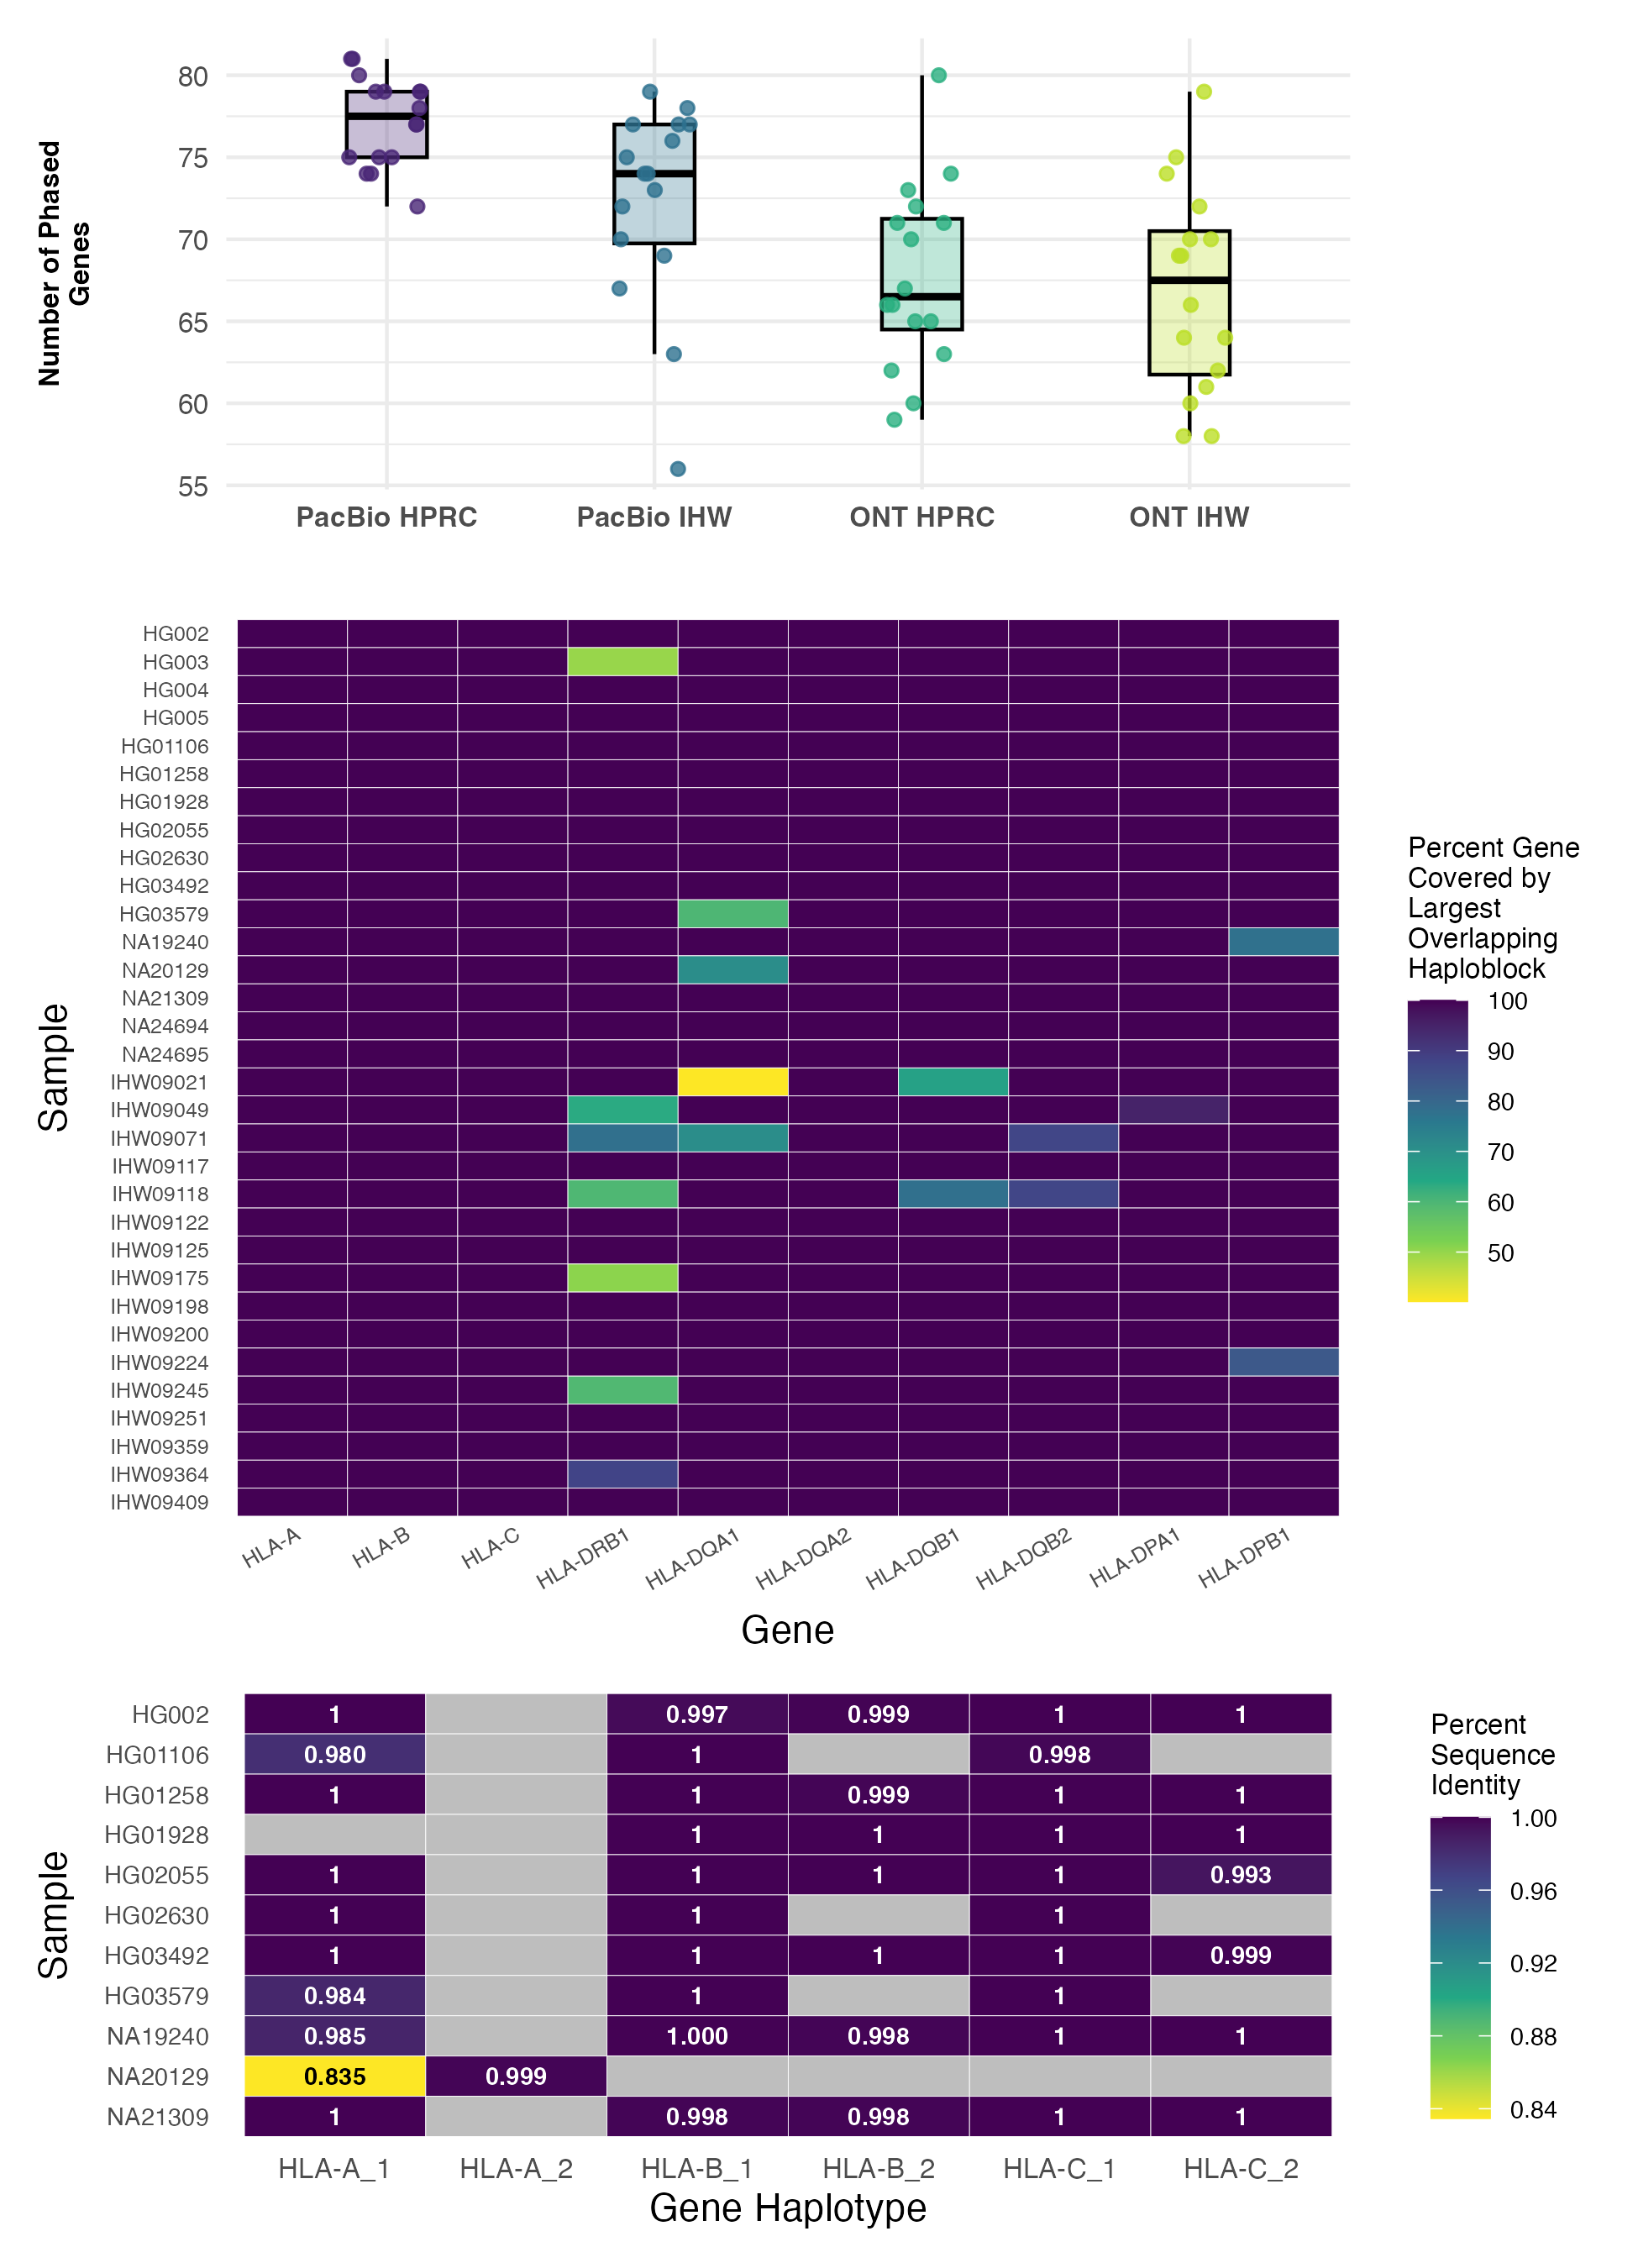 Number of Phased
Genes
80
75
70
65
60
55
PacBio HPRC
PacBio IHW
ONT HPRC
ONT IHW
Sample
HG002
HG003
HG004
HG005
HG01106
HG01258
HG01928
HG02055
HG02630
HG03492
HG03579
NA19240
NA20129
NA21309
NA24694
NA24695
IHW09021
IHW09049
IHW09071
IHW09117
IHW09118
IHW09122
IHW09125
IHW09175
IHW09198
IHW09200
IHW09224
IHW09245
IHW09251
IHW09359
IHW09364
IHW09409
HLA-A
HLA-B
HLA-C
HLA-DRB1
HLA-DQA1
HLA-DQA2
HLA-DQB1
HLA-DQB2
HLA-DPA1
HLA-DPB1
Gene
Percent Gene
Covered by
Largest
Overlapping
Haploblock
100
90
80
70
60
50
Sample
HG002 1 0.997 0.999 1 1
HG01106 0.980 1 0.998
HG01258 1 1 0.999 1 1
HG01928 1 1 1 1
HG02055 1 1 1 1 0.993
HG02630 1 1 1
HG03492 1 1 1 1 0.999
HG03579 0.984 1 1
NA19240 0.985 1.000 0.998 1 1
NA20129 0.835 0.999
NA21309 1 0.998 0.998 1 1
HLA-A_1 HLA-A_2 HLA-B_1 HLA-B_2 HLA-C_1 HLA-C_2
Gene Haplotype
Percent
Sequence
Identity
1.00
0.96
0.92
0.88
0.84